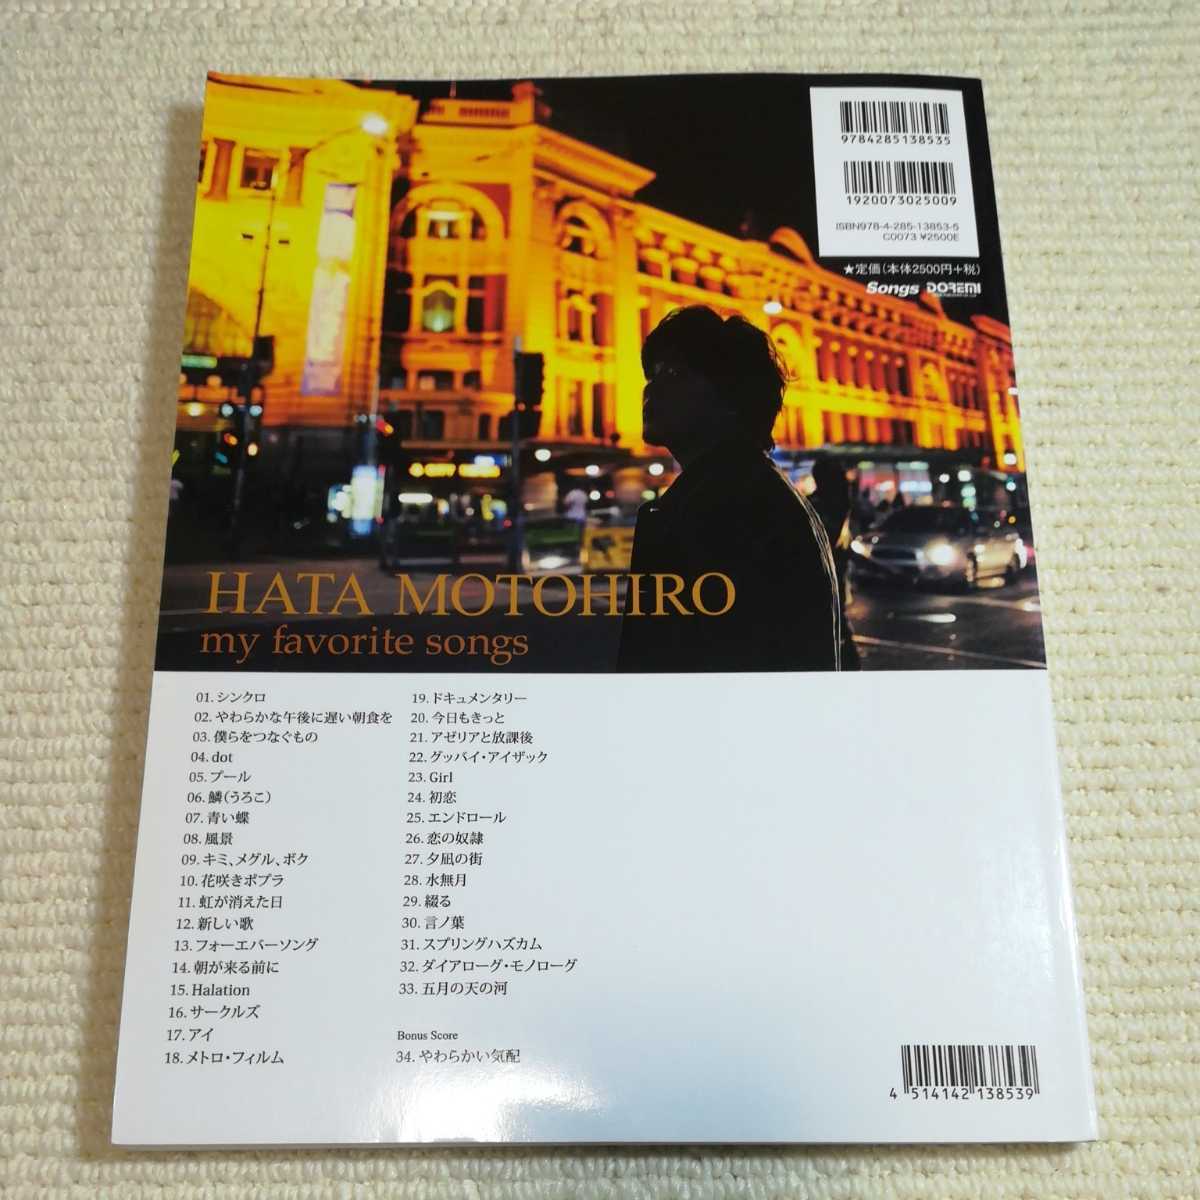 9784285138535
1920073025009
ISBN978-4-285-13853-5
C0073 ¥2500E
★定価(本体2500円+税)
Songs DOREMI
HATA MOTOHIRO
my favorite songs
01. シンクロ
02. やわらかな午後に遅い朝食を
03. 僕らをつなぐもの
04. dot
05. プール
06. 鱗(うろこ)
07. 青い蝶
08. 風景
09. キミ、メグル、ボク
10. 花咲きポプラ
11. 虹が消えた日
12. 新しい歌
13. フォーエバーソング
14. 朝が来る前に
15. Halation
16. サークルズ
17. アイ
18. メトロ・フィルム
19. ドキュメンタリー
20. 今日もきっと
21. アゼリアと放課後
22. グッバイ・アイザック
23. Girl
24. 初恋
25. エンドロール
26. 恋の奴隷
27. 夕凪の街
28. 水無月
29. 綴る
30. 言ノ葉
31. スプリングハズカム
32. ダイアローグ・モノローグ
33. 五月の天の河
Bonus Score
34. やわらかい気配
4 514142 138539